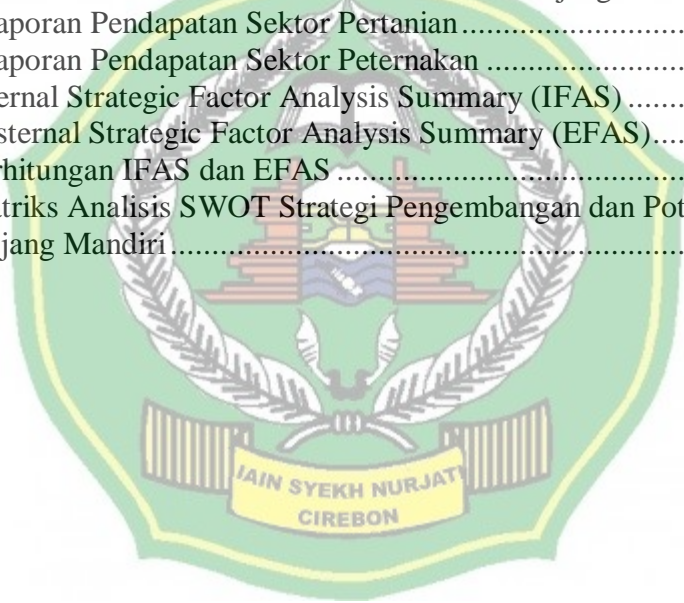 aporan Pendapatan Sektor Pertanian
aporan Pendapatan Sektor Peternakan
ernal Strategic Factor Analysis Summary (IFAS)
sternal Strategic Factor Analysis Summary (EFAS)
rhitungan IFAS dan EFAS
triks Analisis SWOT Strategi Pengembangan dan Pot
jang Mandiri
IAIN SYEKH NURJATI
CIREBON